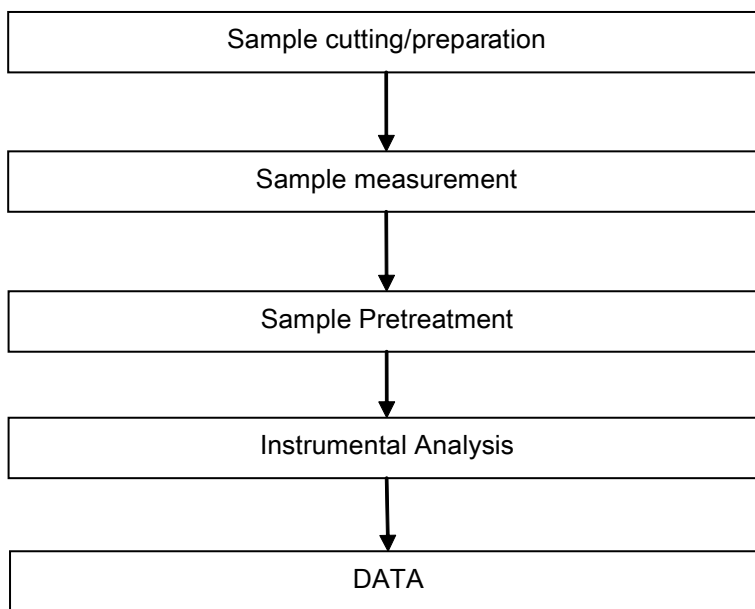 Sample cutting/preparation
Sample measurement
Sample Pretreatment
Instrumental Analysis
DATA